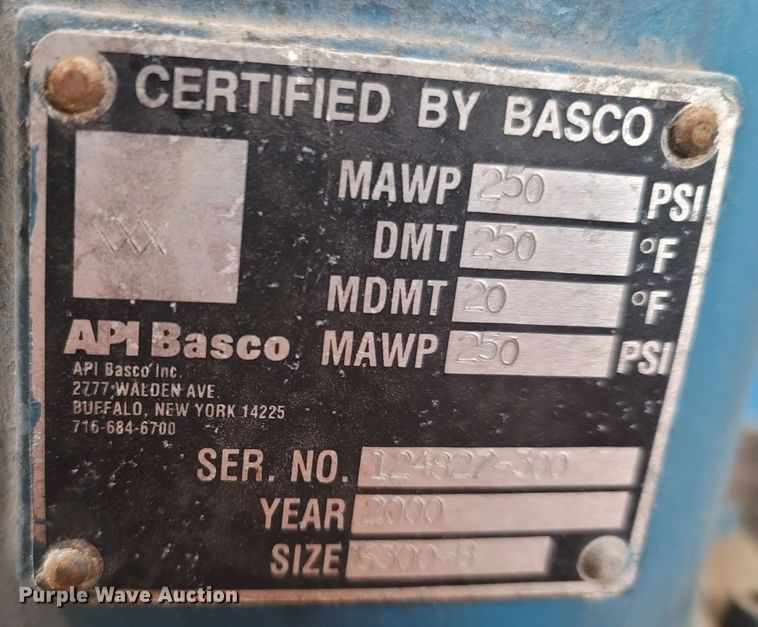 CERTIFIED BY BASCO
XXX
MAWP 250 PSI
DMT 250 °F
MDMT 20 °F
MAWP 250 PSI
API Basco
API Basco Inc.
2777 WALDEN AVE.
BUFFALO, NEW YORK 14225
716-684-6700
SER. NO. 124827-300
YEAR 2000
SIZE
Purple Wave Auction